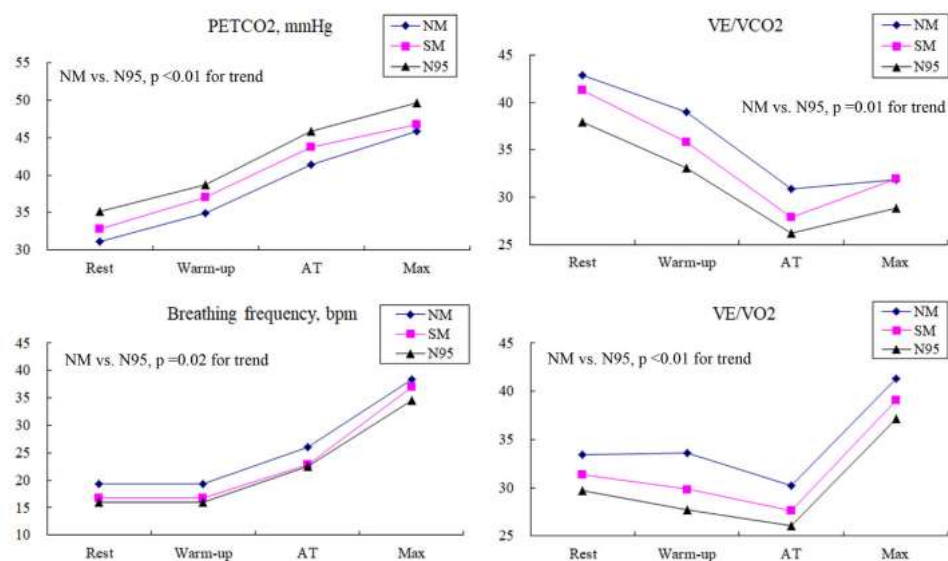 PETCO2, mmHg
NM
SM
N95
NM vs. N95, p <0.01 for trend
55
50
45
40
35
30
Rest Warm-up AT Max
VE/VCO2
NM
SM
N95
NM vs. N95, p =0.01 for trend
45
40
35
30
25
Rest Warm-up AT Max
Breathing frequency, bpm
NM
SM
N95
NM vs. N95, p =0.02 for trend
45
40
35
30
25
20
15
10
Rest Warm-up AT Max
VE/VO2
NM
SM
N95
NM vs. N95, p <0.01 for trend
45
40
35
30
25
Rest Warm-up AT Max